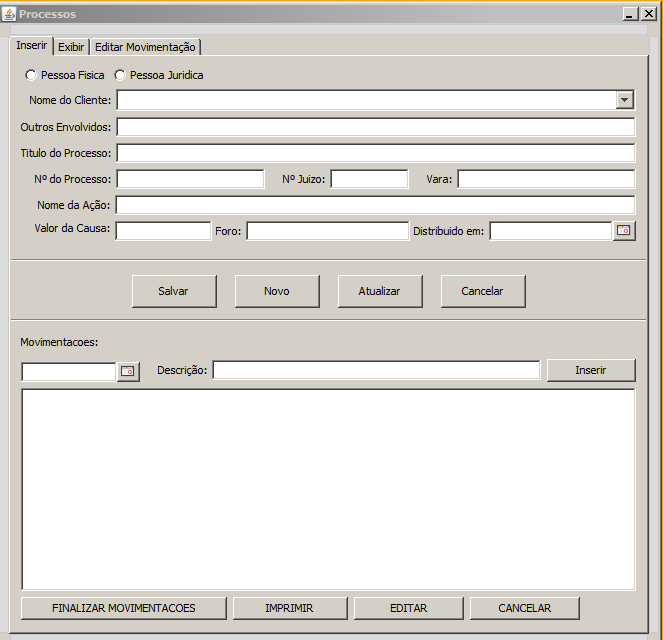 Processos
Inserir Exibir Editar Movimentação
Pessoa Fisica Pessoa Juridica
Nome do Cliente:
Outros Envolvidos:
Titulo do Processo:
Nº do Processo: Nº Juizo: Vara:
Nome da Ação:
Valor da Causa: Foro: Distribuido em:
Salvar Novo Atualizar Cancelar
Movimentacoes:
Descrição: Inserir
FINALIZAR MOVIMENTACOES IMPRIMIR EDITAR CANCELAR